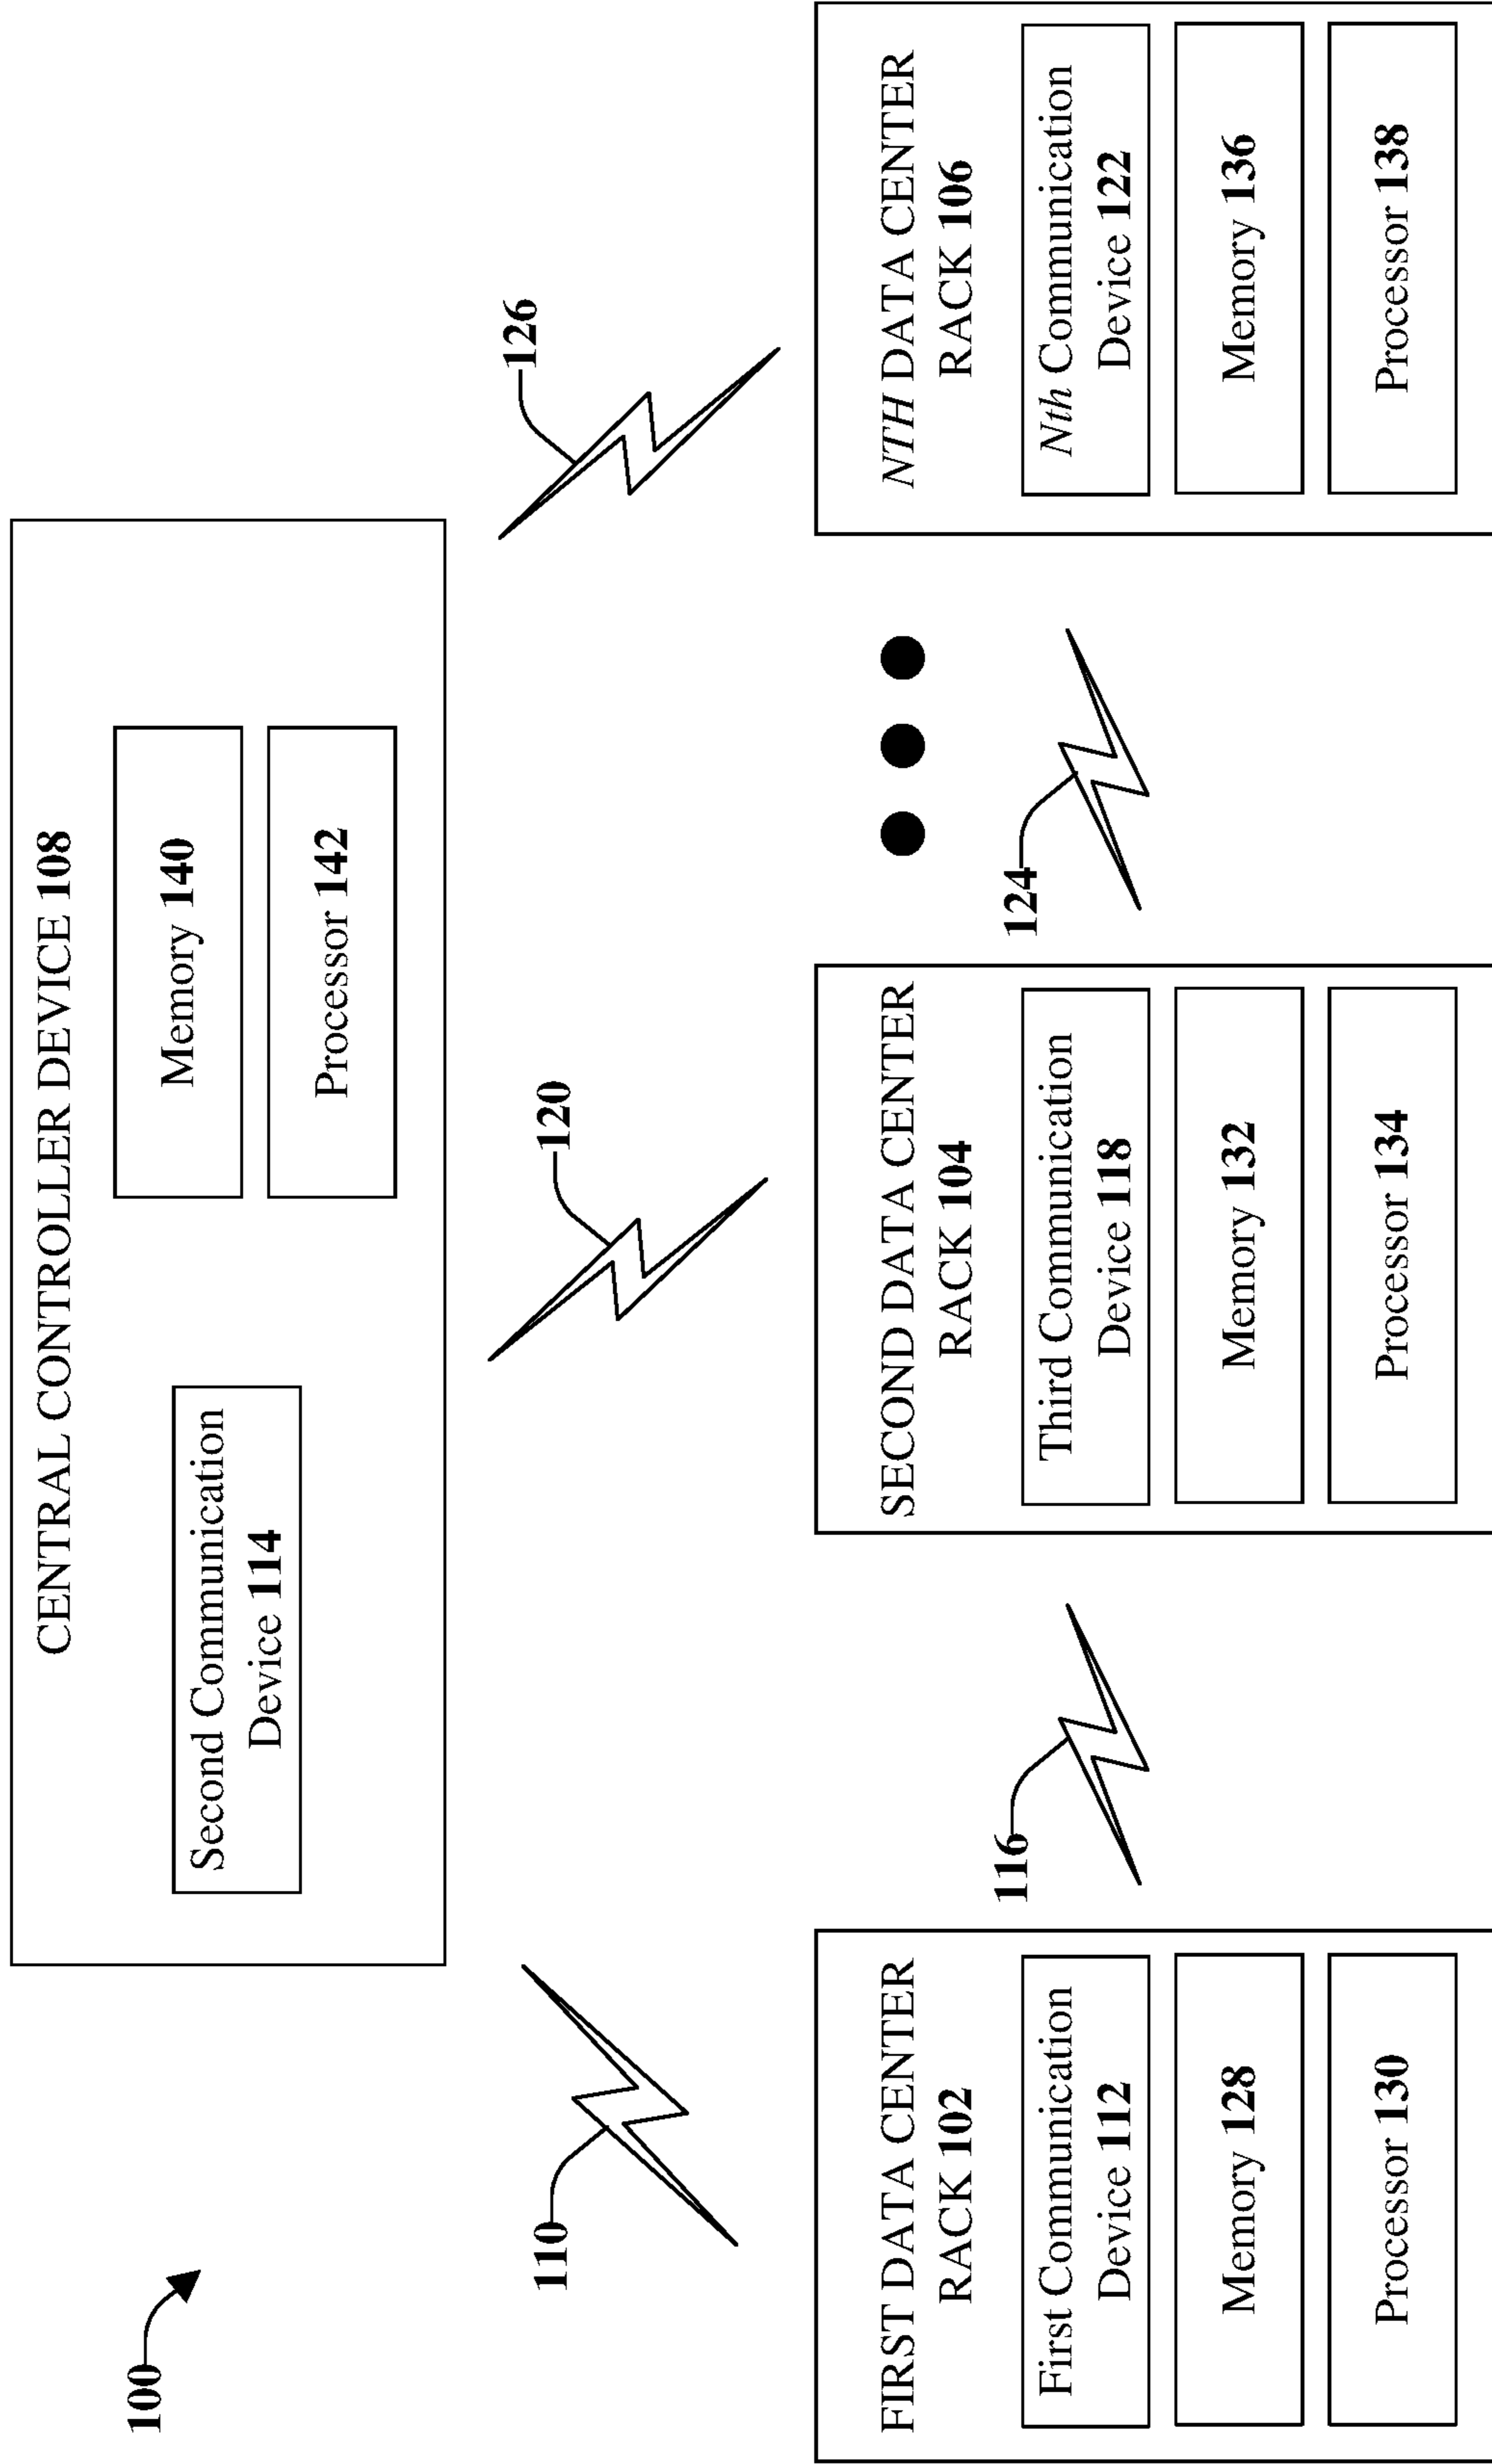 100
CENTRAL CONTROLLER DEVICE 108
Second Communication
Device 114
Memory 140
Processor 142
110
120
126
FIRST DATA CENTER
RACK 102
First Communication
Device 112
Memory 128
Processor 130
116
SECOND DATA CENTER
RACK 104
Third Communication
Device 118
Memory 132
Processor 134
124
NTH DATA CENTER
RACK 106
Nth Communication
Device 122
Memory 136
Processor 138